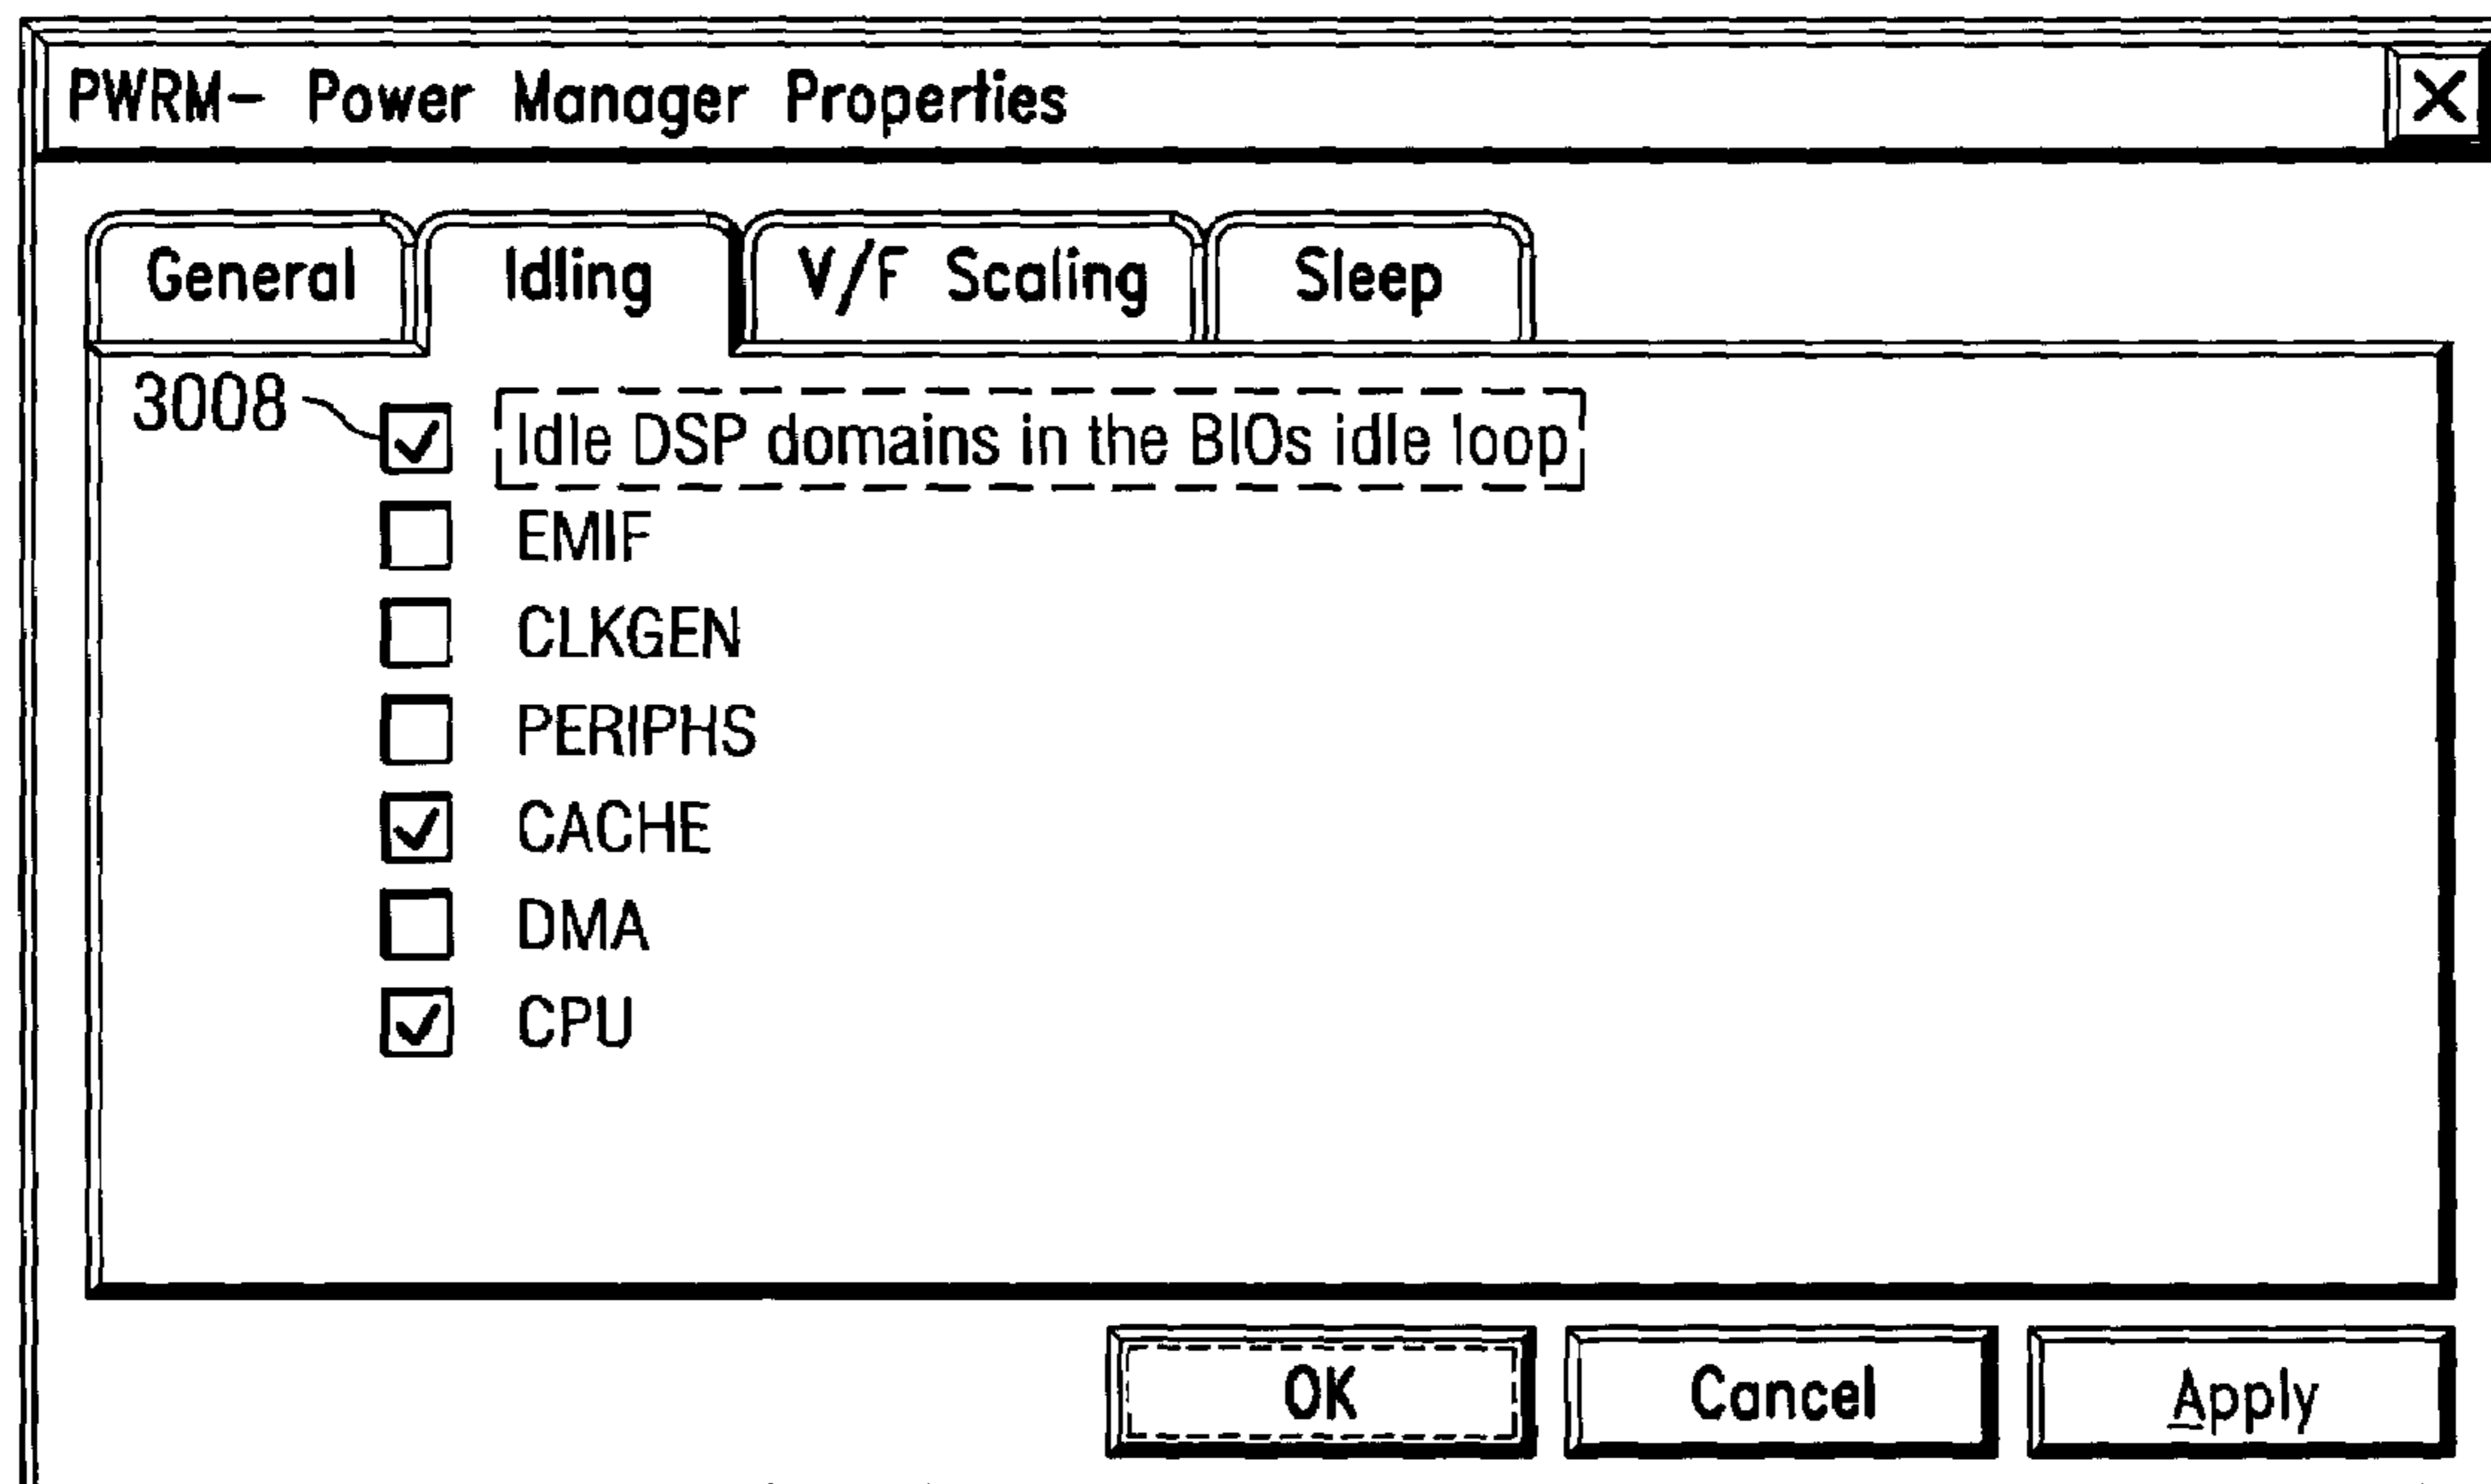 PWRM- Power Manager Properties
General Idling V/F Scaling Sleep
3008 Idle DSP domains in the BIOs idle loop
EMIF
CLKGEN
PERIPHS
CACHE
DMA
CPU
OK Cancel Apply